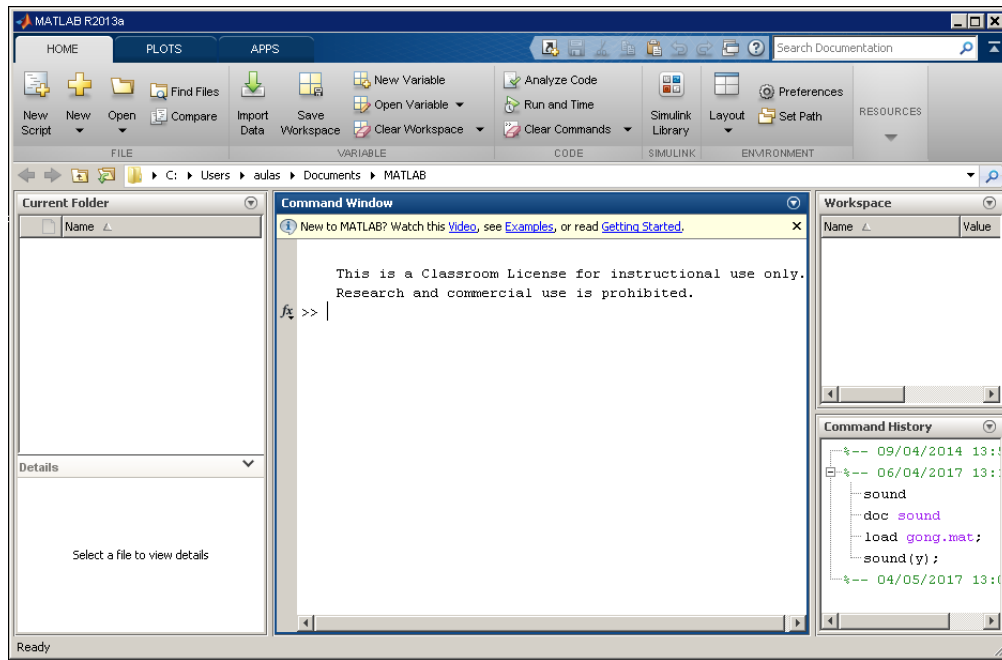 MATLAB R2013a
HOME PLOTS APPS Search Documentation
New Script New Open Find Files Compare FILE
Import Data Save Workspace New Variable Open Variable Clear Workspace VARIABLE
Analyze Code Run and Time Clear Commands CODE
Simulink Library SIMULINK
Layout Preferences Set Path ENVIRONMENT
RESOURCES
C: Users aulas Documents MATLAB
Current Folder
Name
Details
Select a file to view details
Command Window
New to MATLAB? Watch this Video, see Examples, or read Getting Started.
This is a Classroom License for instructional use only.
Research and commercial use is prohibited.
fx >>
Workspace
Name Value
Command History
%-- 09/04/2014 13:
%-- 06/04/2017 13:
sound
doc sound
load gong.mat;
sound(y);
%-- 04/05/2017 13:
Ready